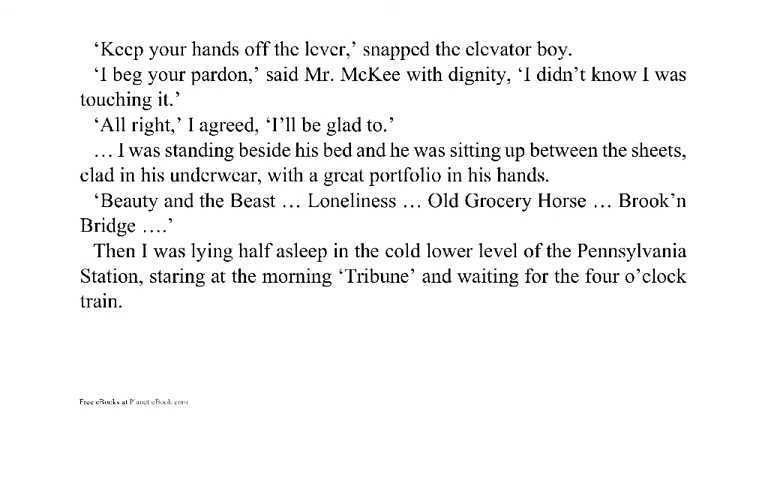 ‘Keep your hands off the lever,’ snapped the elevator boy.
‘I beg your pardon,’ said Mr. McKee with dignity, ‘I didn’t know I was
touching it.’
‘All right,’ I agreed, ‘I’ll be glad to.’
… I was standing beside his bed and he was sitting up between the sheets,
clad in his underwear, with a great portfolio in his hands.
‘Beauty and the Beast … Loneliness … Old Grocery Horse … Brook’n
Bridge ….’
Then I was lying half asleep in the cold lower level of the Pennsylvania
Station, staring at the morning ‘Tribune’ and waiting for the four o’clock
train.
Free eBooks at Planet eBook.com